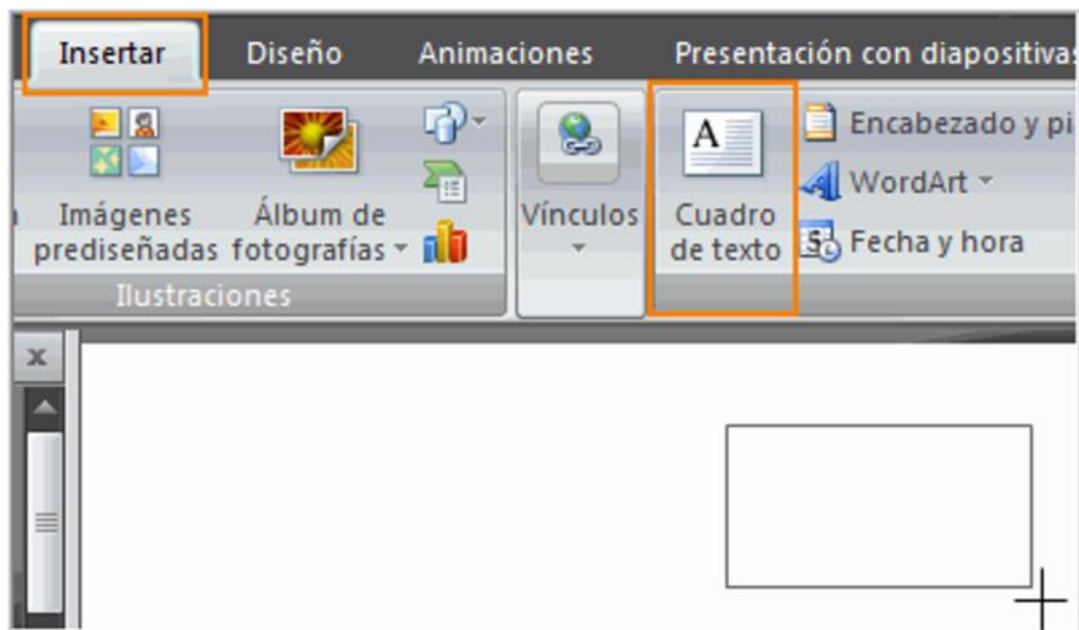 Insertar Diseño Animaciones Presentación con diapositivas
Imágenes prediseñadas
Álbum de fotografías
Vínculos
Cuadro de texto
Encabezado y pi
WordArt
Fecha y hora
Ilustraciones